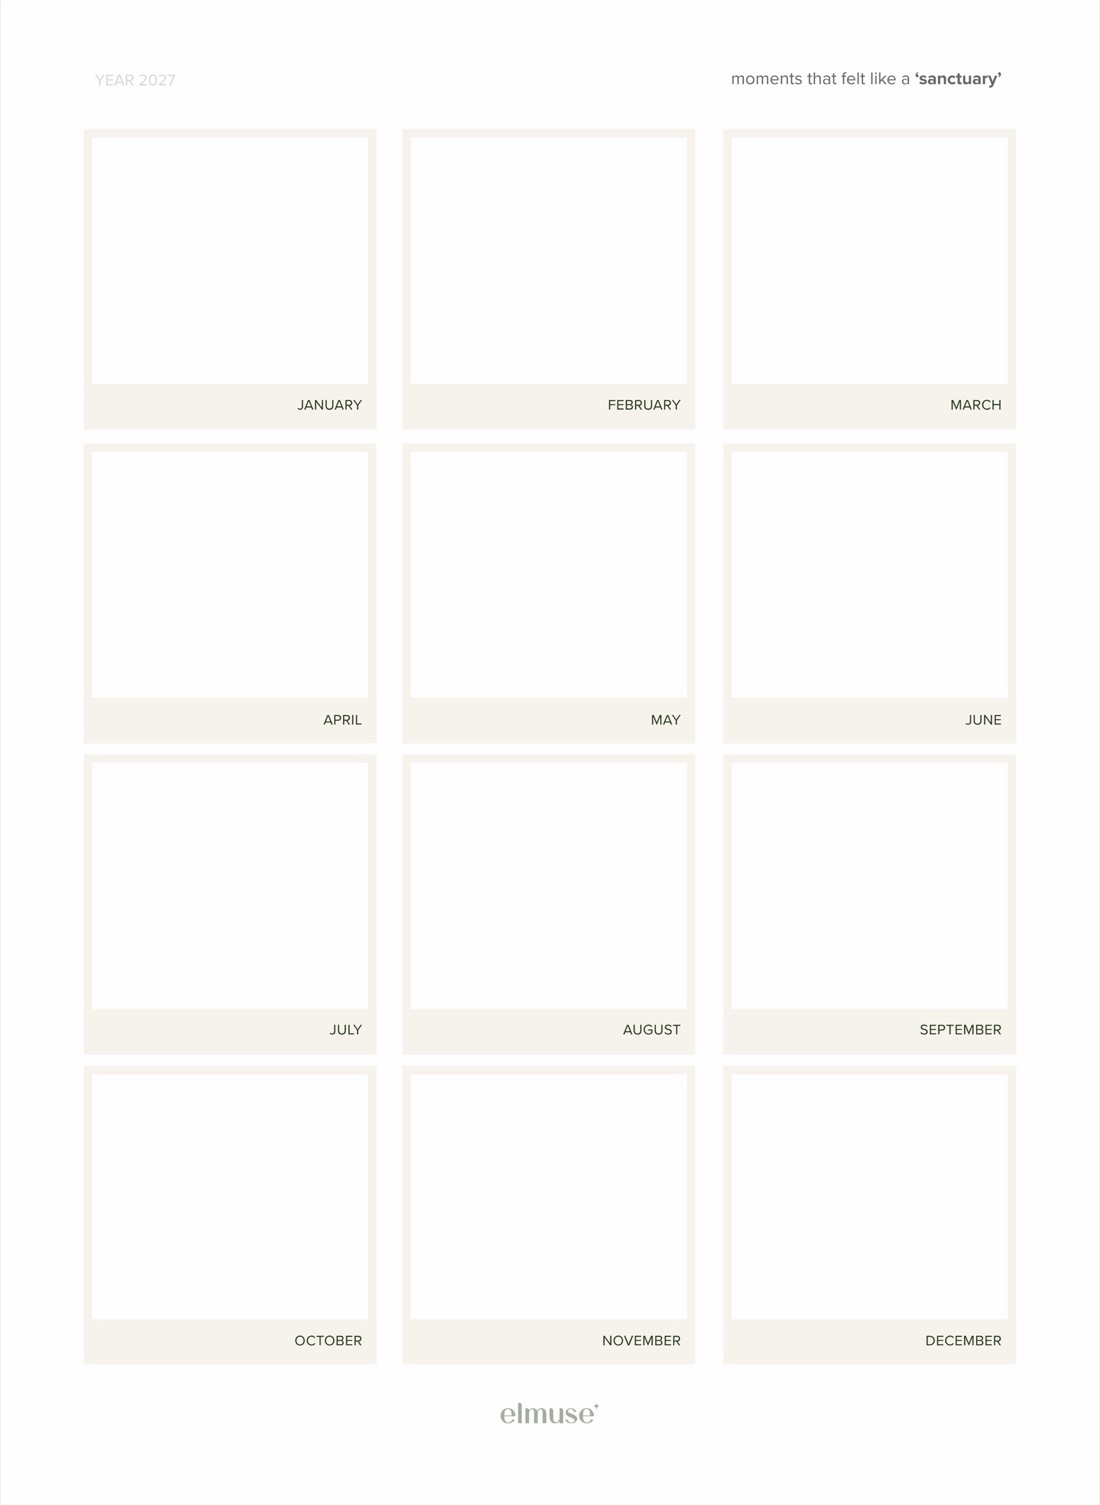 YEAR 2027
moments that felt like a ‘sanctuary’
JANUARY
FEBRUARY
MARCH
APRIL
MAY
JUNE
JULY
AUGUST
SEPTEMBER
OCTOBER
NOVEMBER
DECEMBER
elmuse